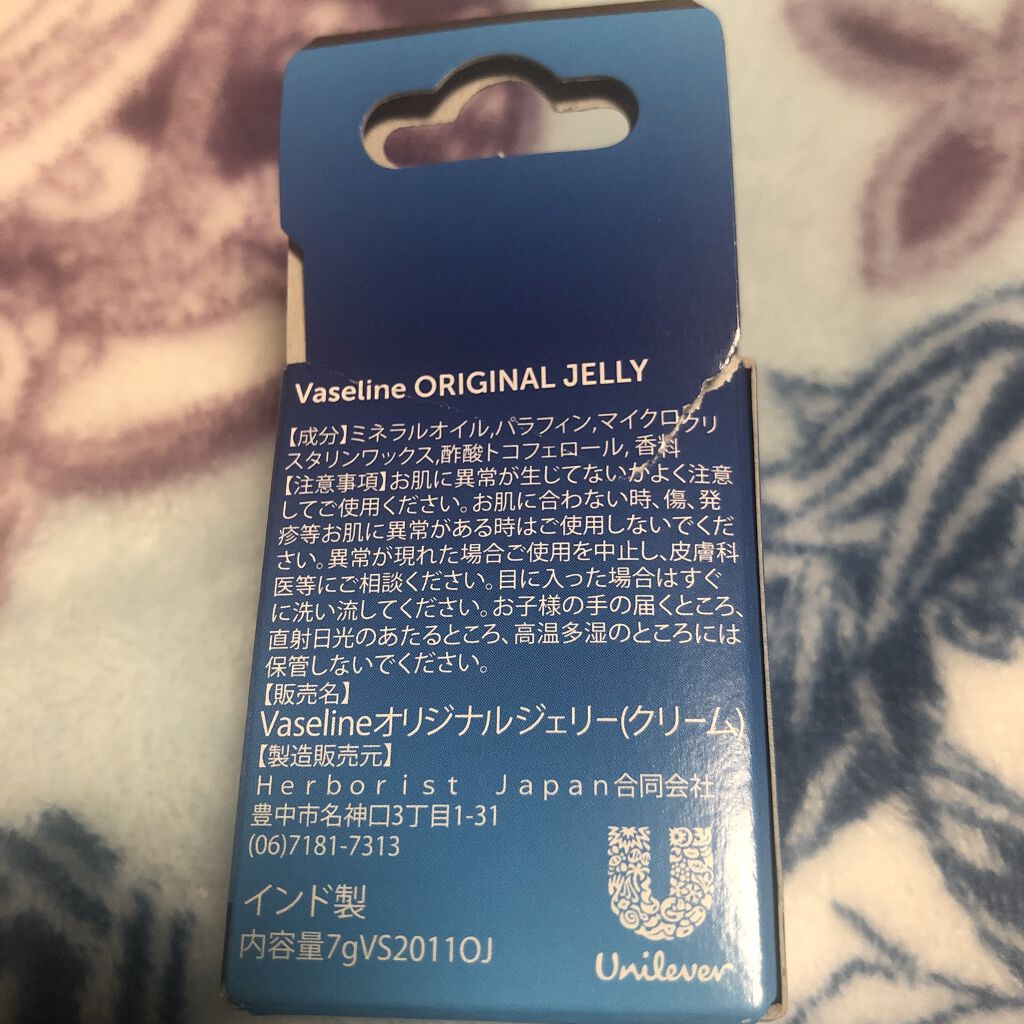 Vaseline ORIGINAL JELLY
【成分】ミネラルオイル,パラフィン,マイクロクリ
スタリンワックス,酢酸トコフェロール, 香料
【注意事項】お肌に異常が生じてないかよく注意
してご使用ください。お肌に合わない時、傷、発
疹等お肌に異常がある時はご使用しないでくだ
さい。異常が現れた場合ご使用を中止し、皮膚科
医等にご相談ください。目に入った場合はすぐ
に洗い流してください。お子様の手の届くところ、
直射日光のあたるところ、高温多湿のところには
保管しないでください。
【販売名】
Vaselineオリジナルジェリー(クリーム)
【製造販売元】
Ｈｅｒｂｏｒｉｓｔ　Ｊａｐａｎ合同会社
豊中市名神口3丁目1-31
(06)7181-7313
インド製
内容量7gVS2011OJ
Unilever